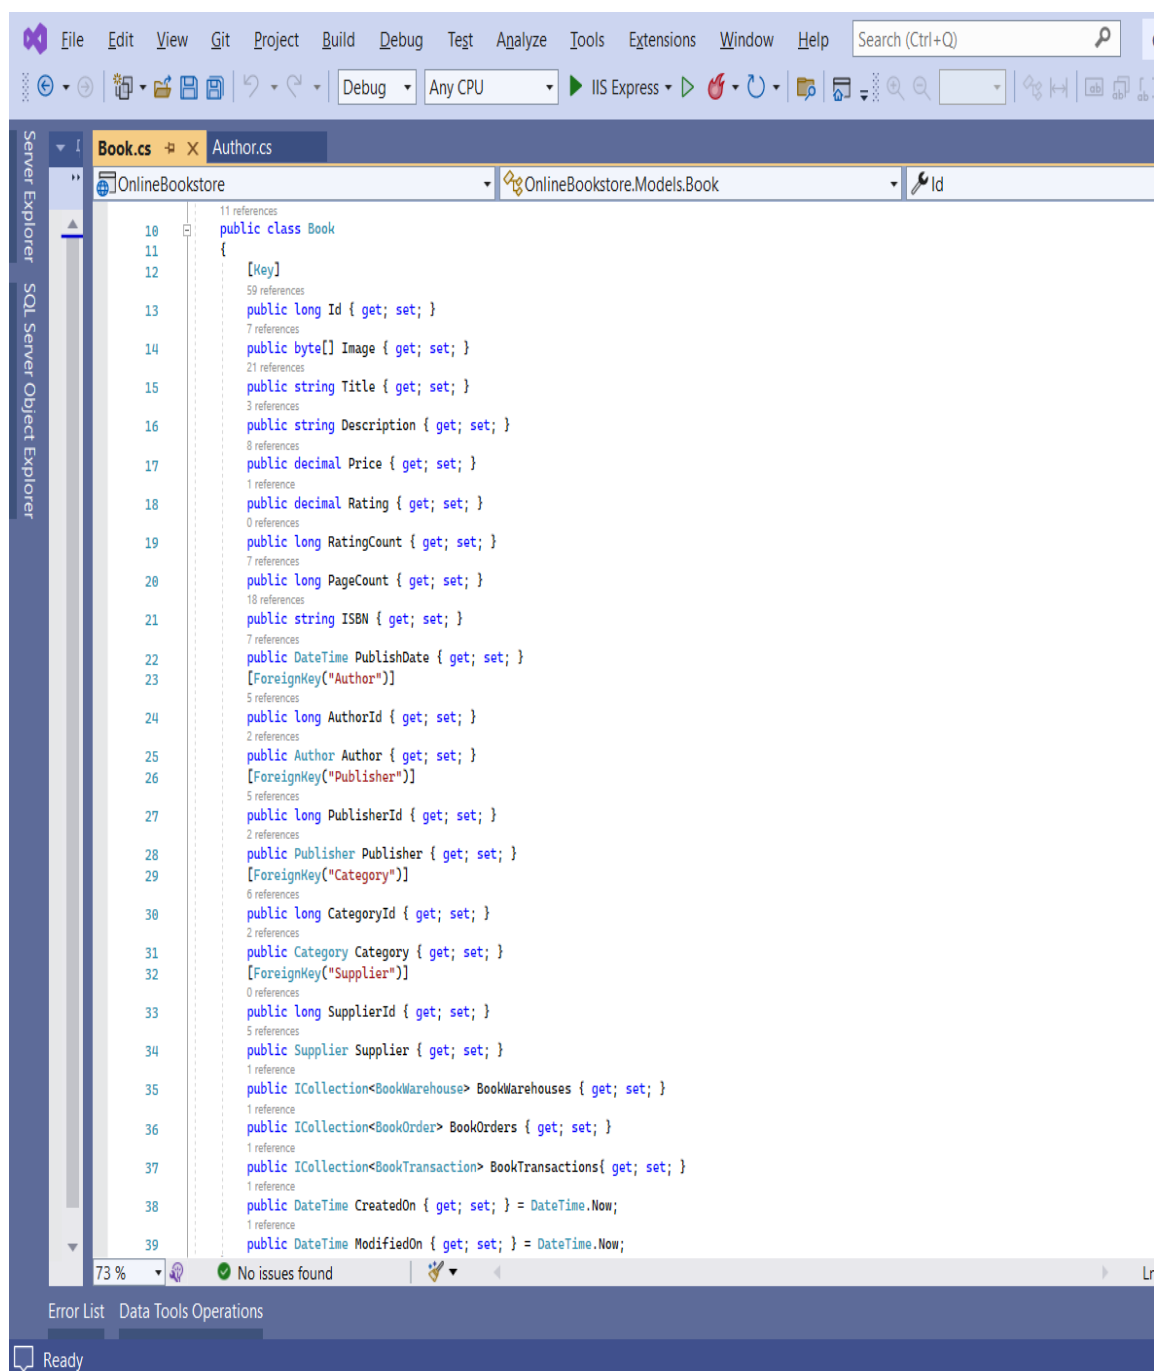 File Edit View Git Project Build Debug Test Analyze Tools Extensions Window Help Search (Ctrl+Q)
Debug Any CPU IIS Express
Server Explorer
SQL Server Object Explorer
Book.cs Author.cs
OnlineBookstore OnlineBookstore.Models.Book Id
11 references
10 public class Book
11 {
12 [Key]
59 references
13 public long Id { get; set; }
7 references
14 public byte[] Image { get; set; }
21 references
15 public string Title { get; set; }
3 references
16 public string Description { get; set; }
8 references
17 public decimal Price { get; set; }
1 reference
18 public decimal Rating { get; set; }
0 references
19 public long RatingCount { get; set; }
7 references
20 public long PageCount { get; set; }
18 references
21 public string ISBN { get; set; }
7 references
22 public DateTime PublishDate { get; set; }
23 [ForeignKey("Author")]
5 references
24 public long AuthorId { get; set; }
2 references
25 public Author Author { get; set; }
26 [ForeignKey("Publisher")]
5 references
27 public long PublisherId { get; set; }
2 references
28 public Publisher Publisher { get; set; }
29 [ForeignKey("Category")]
6 references
30 public long CategoryId { get; set; }
2 references
31 public Category Category { get; set; }
32 [ForeignKey("Supplier")]
0 references
33 public long SupplierId { get; set; }
5 references
34 public Supplier Supplier { get; set; }
1 reference
35 public ICollection<BookWarehouse> BookWarehouses { get; set; }
1 reference
36 public ICollection<BookOrder> BookOrders { get; set; }
1 reference
37 public ICollection<BookTransaction> BookTransactions{ get; set; }
1 reference
38 public DateTime CreatedOn { get; set; } = DateTime.Now;
1 reference
39 public DateTime ModifiedOn { get; set; } = DateTime.Now;
73 % No issues found
Error List Data Tools Operations
Ready